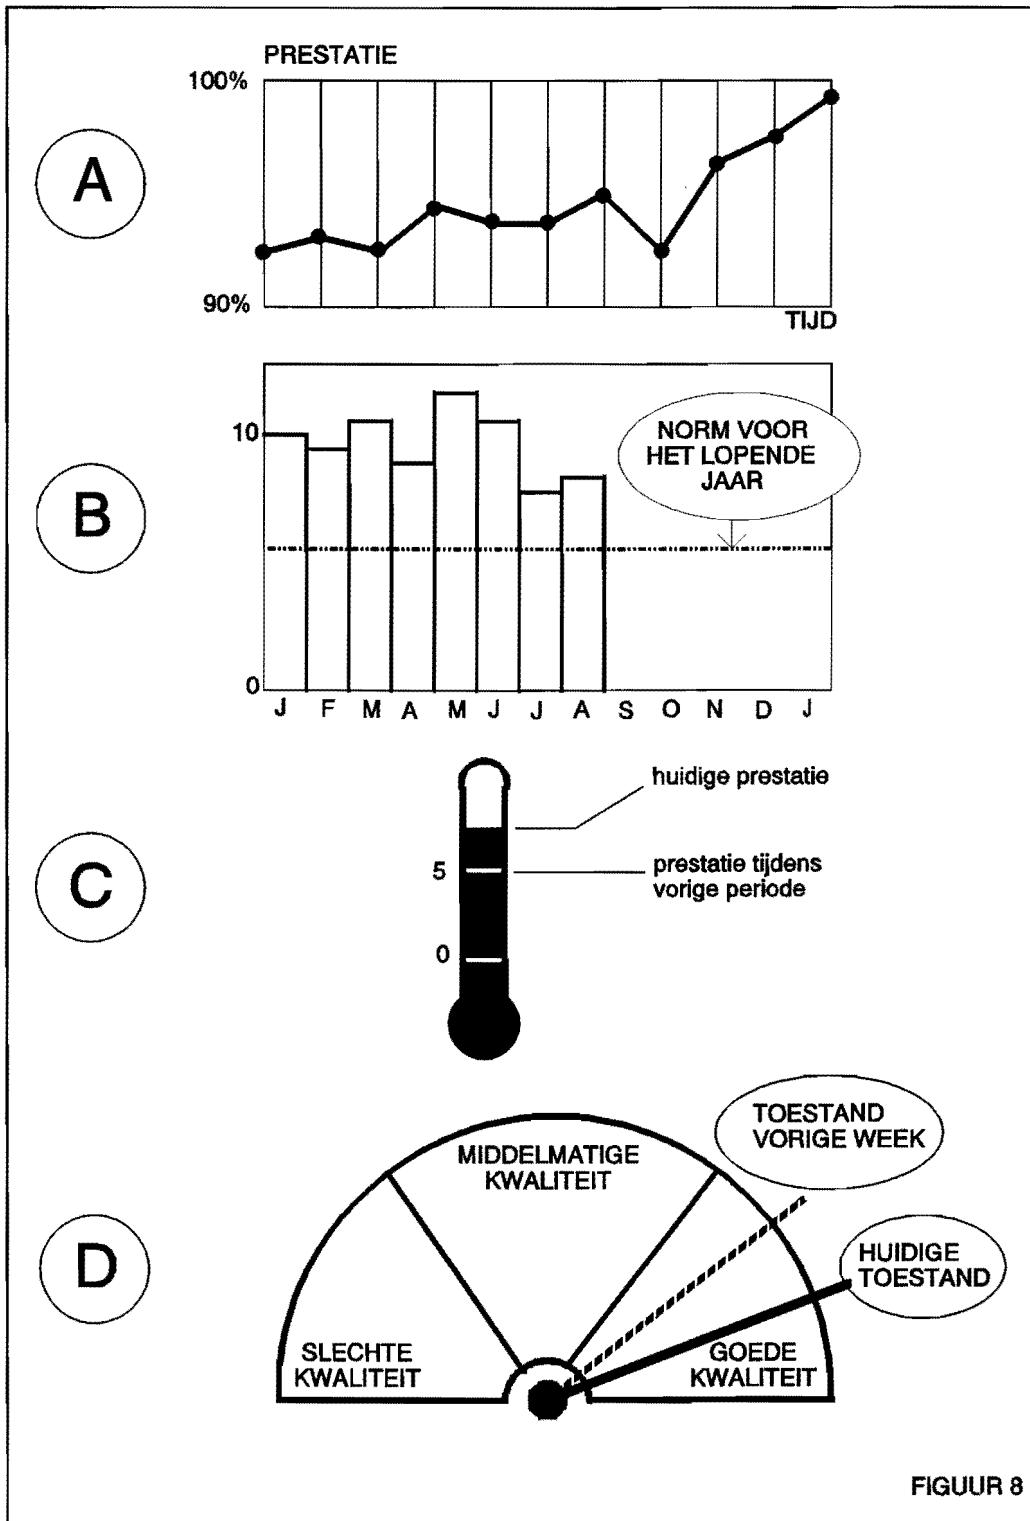 PRESTATIE
100%
A
90%
TIJD
10
NORM VOOR
HET LOPENDE
JAAR
B
0
J F M A M J J A S O N D J
huidige prestatie
C
5
prestatie tijdens
vorige periode
0
TOESTAND
VORIGE WEEK
MIDDELMATIGE
KWALITEIT
D
HUIDIGE
TOESTAND
SLECHTE
KWALITEIT
GOEDE
KWALITEIT
FIGUUR 8